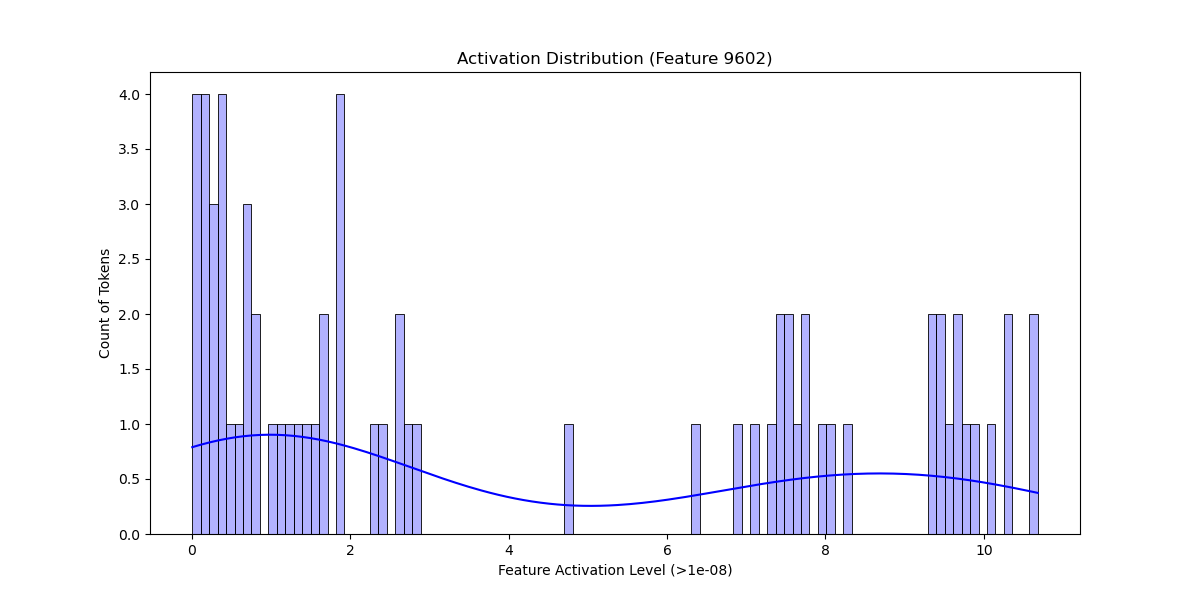 Activation Distribution (Feature 9602)
4.0
3.5
3.0
2.5
2.0
1.5
1.0
0.5
0.0
Count of Tokens
0 2 4 6 8 10
Feature Activation Level (>1e-08)